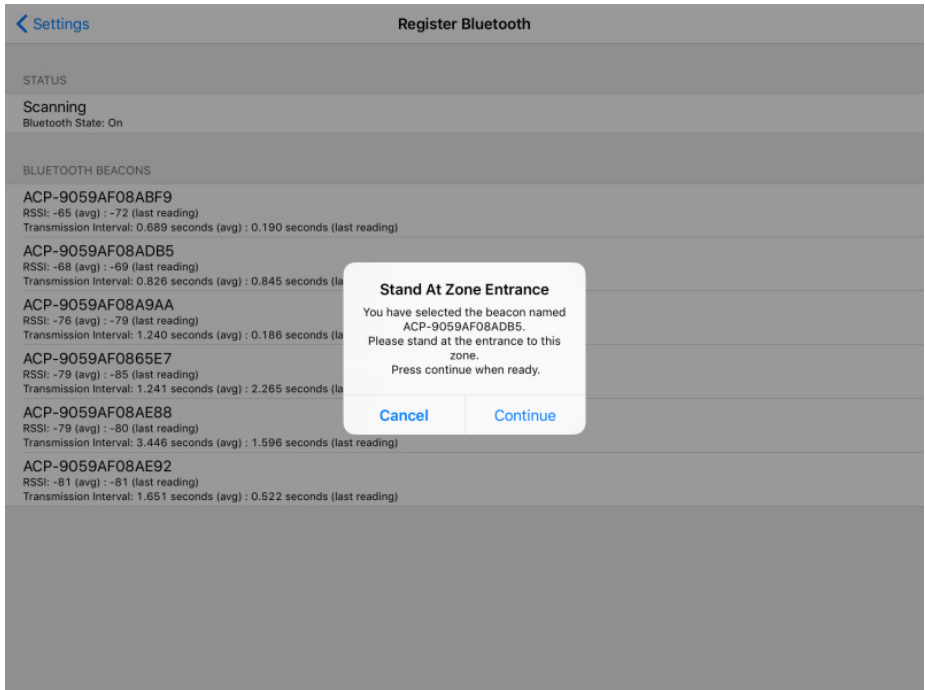 Settings
Register Bluetooth
STATUS
Scanning
Bluetooth State: On
BLUETOOTH BEACONS
ACP-9059AF08ABF9
RSSI: -65 (avg) : -72 (last reading)
Transmission Interval: 0.689 seconds (avg) : 0.190 seconds (last reading)
ACP-9059AF08ADB5
RSSI: -68 (avg) : -69 (last reading)
Transmission Interval: 0.826 seconds (avg) : 0.845 seconds (la
ACP-9059AF08A9AA
RSSI: -76 (avg) : -79 (last reading)
Transmission Interval: 1.240 seconds (avg) : 0.186 seconds (la
ACP-9059AF0865E7
RSSI: -79 (avg) : -85 (last reading)
Transmission Interval: 1.241 seconds (avg) : 2.265 seconds (la
ACP-9059AF08AE88
RSSI: -79 (avg) : -80 (last reading)
Transmission Interval: 3.446 seconds (avg) : 1.596 seconds (last reading)
ACP-9059AF08AE92
RSSI: -81 (avg) : -81 (last reading)
Transmission Interval: 1.651 seconds (avg) : 0.522 seconds (last reading)
Stand At Zone Entrance
You have selected the beacon named
ACP-9059AF08ADB5.
Please stand at the entrance to this
zone.
Press continue when ready.
Cancel
Continue